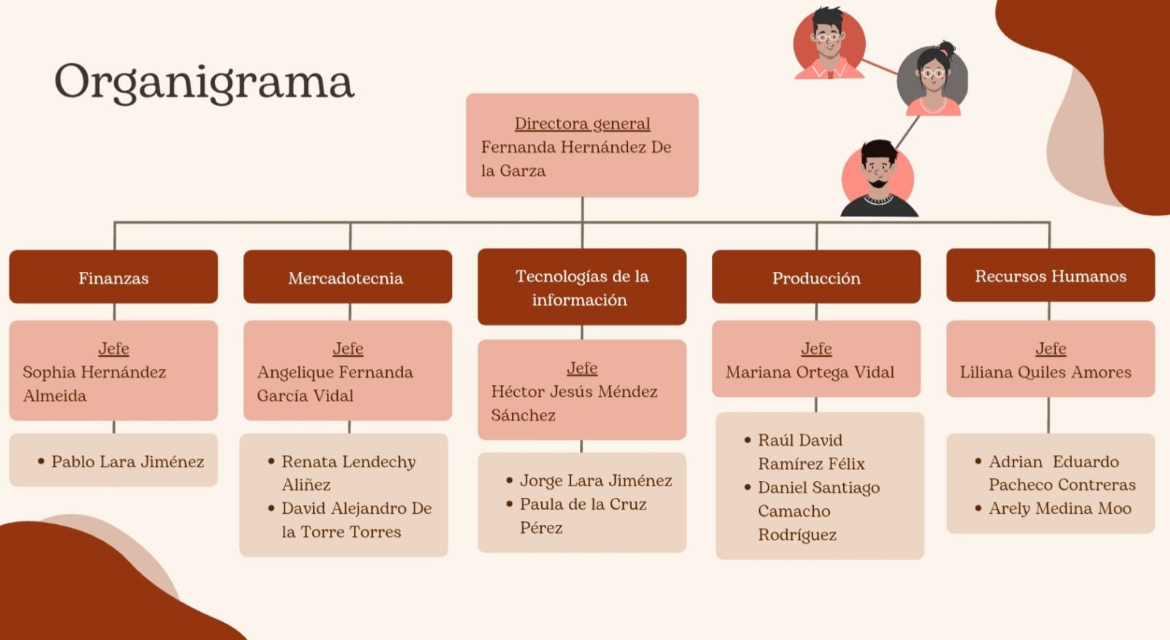 Organigrama
Directora general
Fernanda Hernández De
la Garza
Finanzas
Jefe
Sophia Hernández
Almeida
• Pablo Lara Jiménez
Mercadotecnia
Jefe
Angelique Fernanda
García Vidal
• Renata Lendechy
Aliñez
• David Alejandro De
la Torre Torres
Tecnologías de la
información
Jefe
Héctor Jesús Méndez
Sánchez
• Jorge Lara Jiménez
• Paula de la Cruz
Pérez
Producción
Jefe
Mariana Ortega Vidal
• Raúl David
Ramírez Félix
• Daniel Santiago
Camacho
Rodríguez
Recursos Humanos
Jefe
Liliana Quiles Amores
• Adrian Eduardo
Pacheco Contreras
• Arely Medina Moo